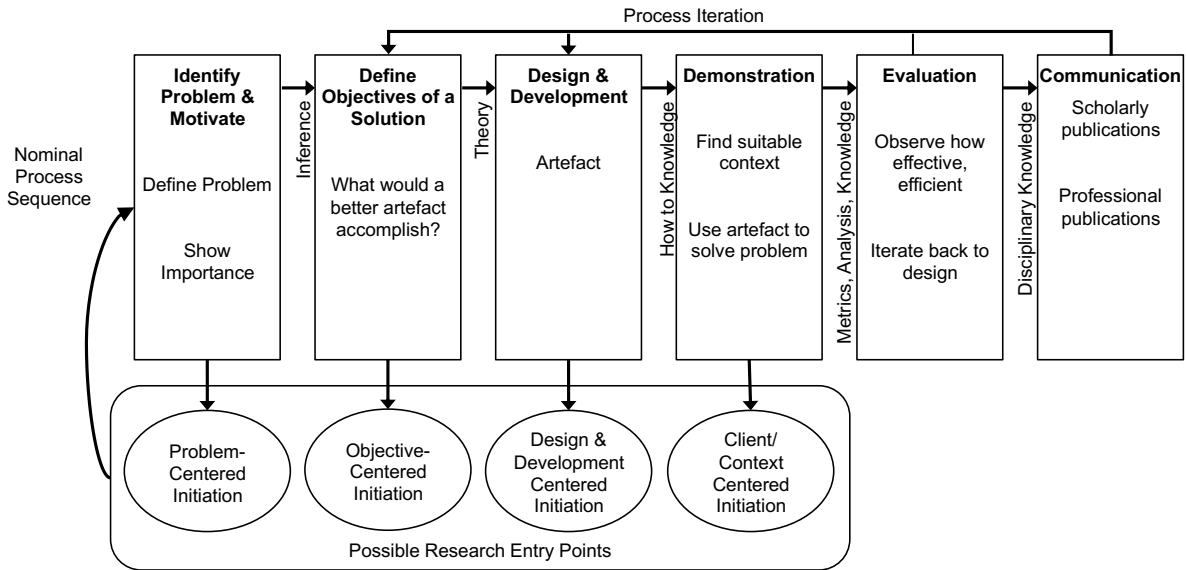 Process Iteration
Nominal
Process
Sequence
Identify
Problem &
Motivate
Define Problem
Show
Importance
Inference
Define
Objectives of a
Solution
What would a
better artefact
accomplish?
Theory
Design &
Development
Artefact
How to Knowledge
Demonstration
Find suitable
context
Use artefact to
solve problem
Metrics, Analysis, Knowledge
Evaluation
Observe how
effective,
efficient
Iterate back to
design
Disciplinary Knowledge
Communication
Scholarly
publications
Professional
publications
Problem-
Centered
Initiation
Objective-
Centered
Initiation
Design &
Development
Centered
Initiation
Client/
Context
Centered
Initiation
Possible Research Entry Points